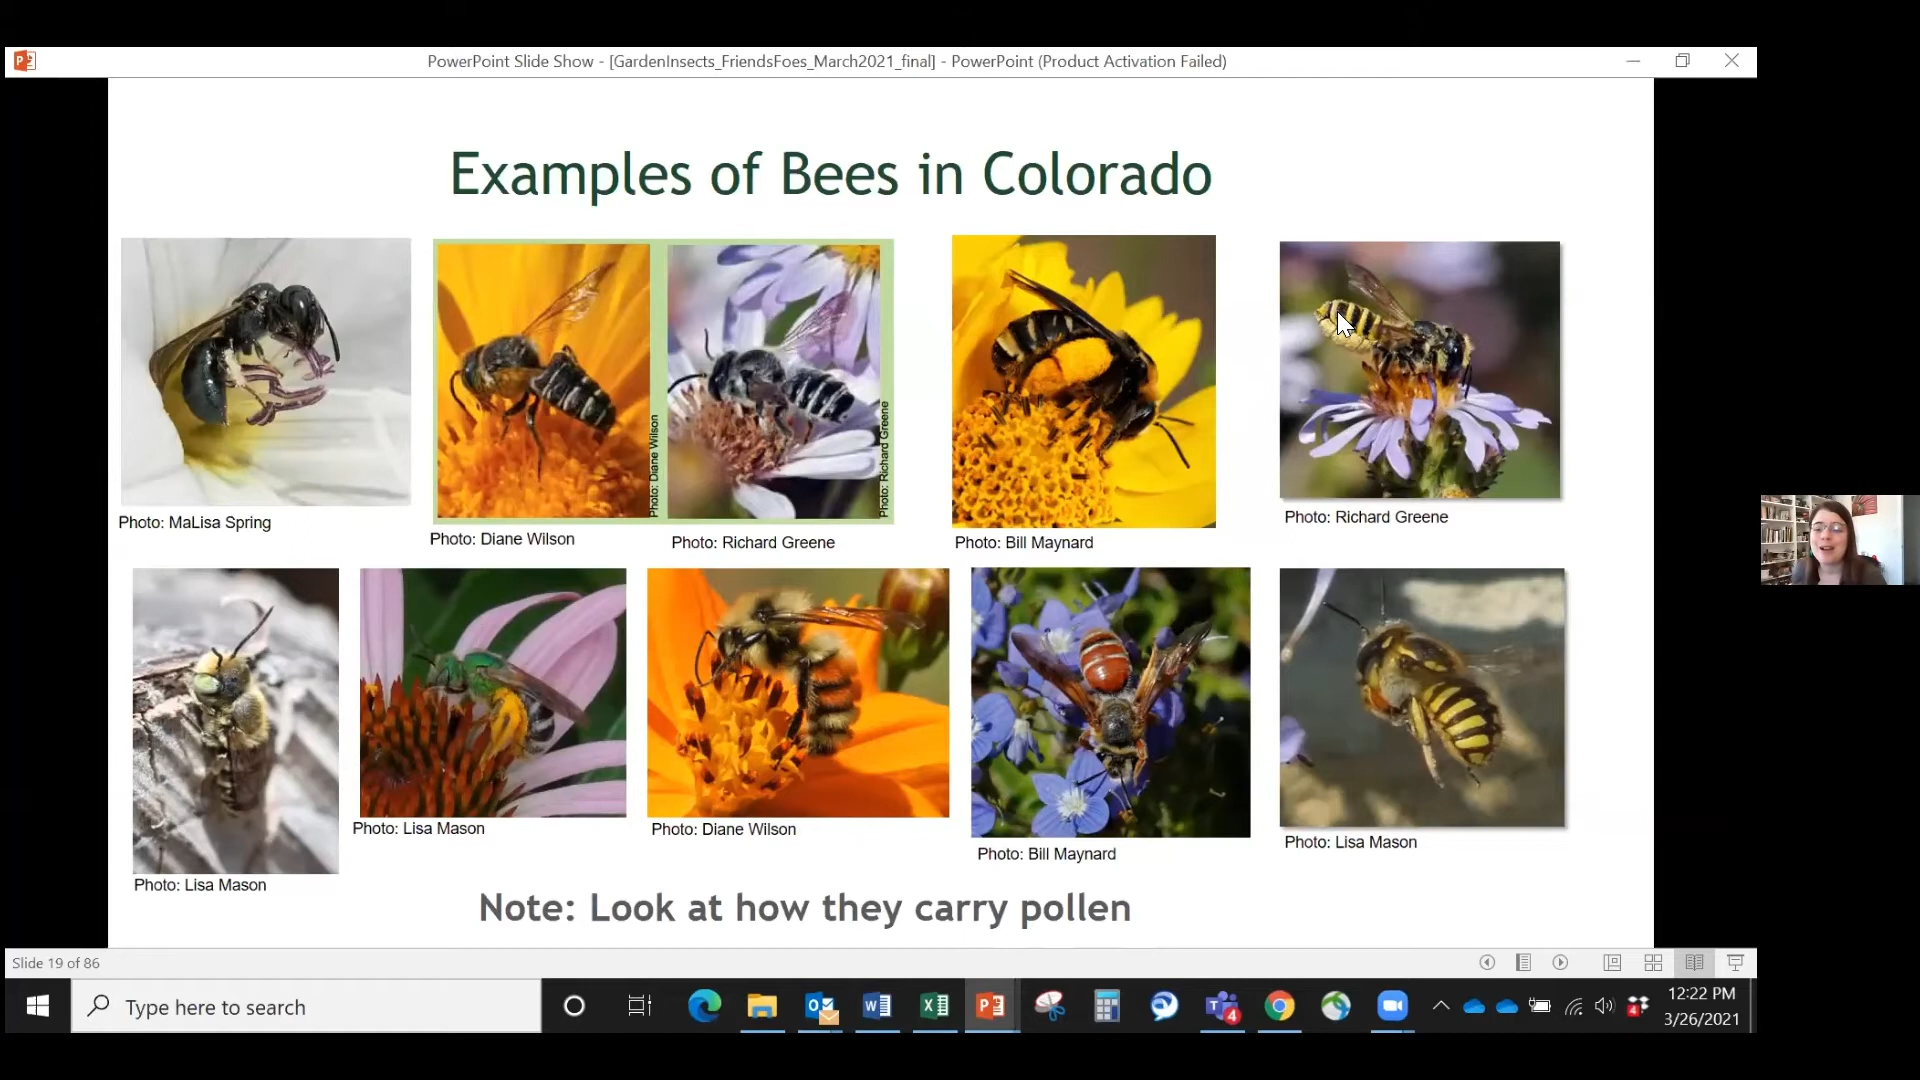 PowerPoint Slide Show - [GardenInsects_FriendsFoes_March2021_final] - PowerPoint (Product Activation Failed)
Examples of Bees in Colorado
Photo: Diane Wilson
Photo: Richard Greene
Photo: MaLisa Spring
Photo: Diane Wilson
Photo: Richard Greene
Photo: Bill Maynard
Photo: Richard Greene
Photo: Lisa Mason
Photo: Lisa Mason
Photo: Diane Wilson
Photo: Bill Maynard
Photo: Lisa Mason
Note: Look at how they carry pollen
Slide 19 of 86
Type here to search
4
4
12:22 PM
3/26/2021